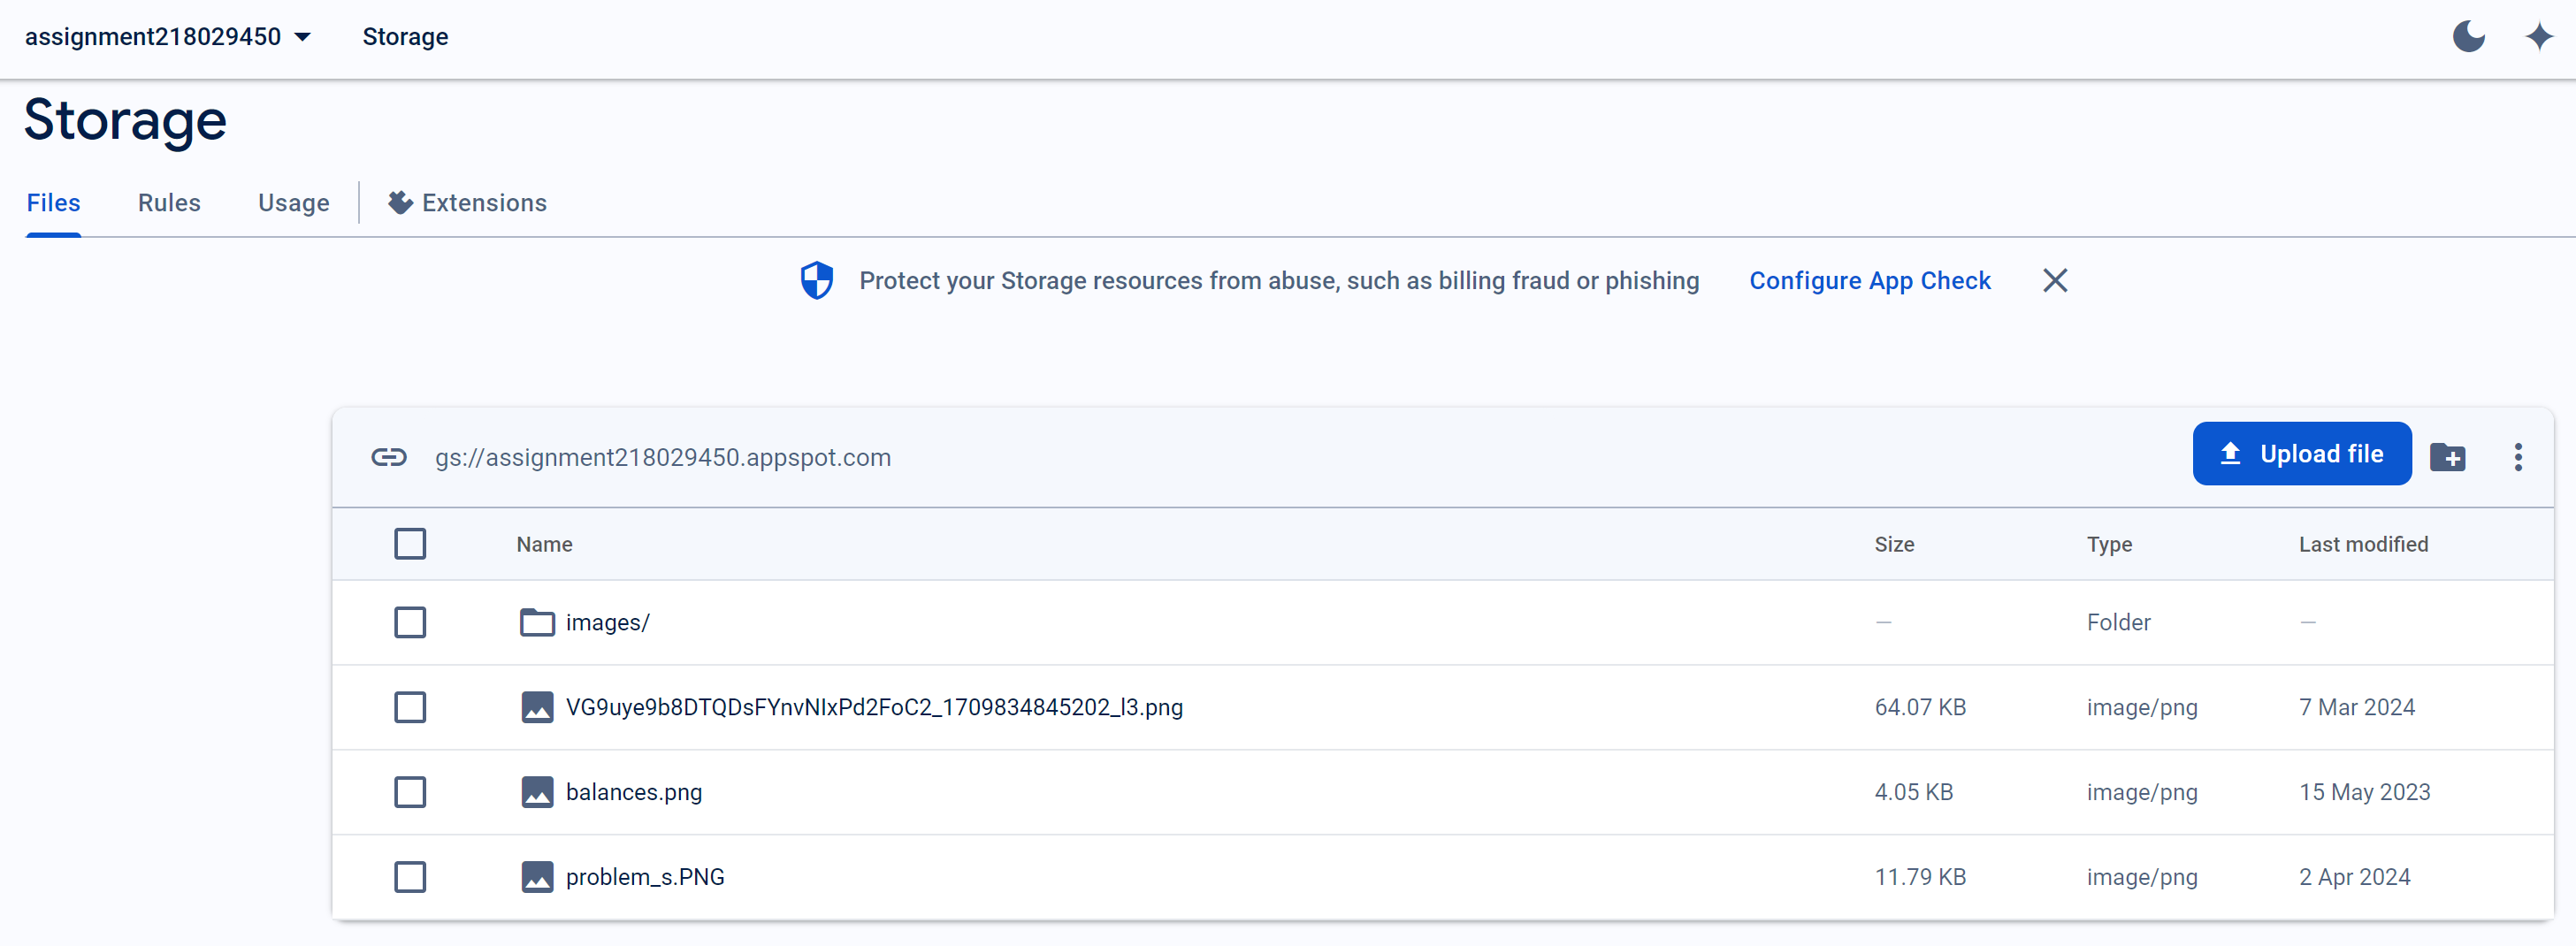 assignment218029450 Storage
Storage
Files Rules Usage Extensions
Protect your Storage resources from abuse, such as billing fraud or phishing Configure App Check
gs://assignment218029450.appspot.com Upload file
Name Size Type Last modified
images/ — Folder —
VG9uye9b8DTQDsFYnvNIxPd2FoC2_1709834845202_l3.png 64.07 KB image/png 7 Mar 2024
balances.png 4.05 KB image/png 15 May 2023
problem_s.PNG 11.79 KB image/png 2 Apr 2024